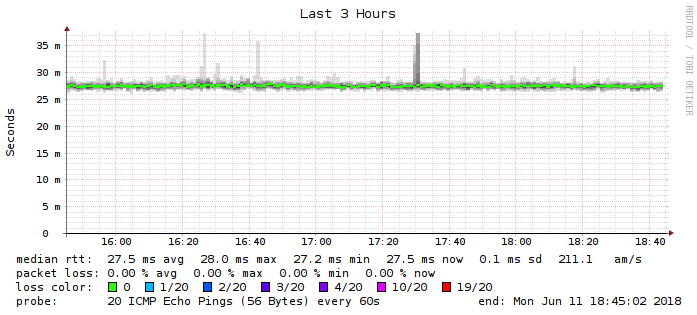 Last 3 Hours
RRDTOOL / TOBI OETIKER
Seconds
35 m
30 m
25 m
20 m
15 m
10 m
5 m
0
16:00 16:20 16:40 17:00 17:20 17:40 18:00 18:20 18:40
median rtt: 27.5 ms avg 28.0 ms max 27.2 ms min 27.5 ms now 0.1 ms sd 211.1 am/s
packet loss: 0.00 % avg 0.00 % max 0.00 % min 0.00 % now
loss color: 0 1/20 2/20 3/20 4/20 10/20 19/20
probe: 20 ICMP Echo Pings (56 Bytes) every 60s end: Mon Jun 11 18:45:02 2018